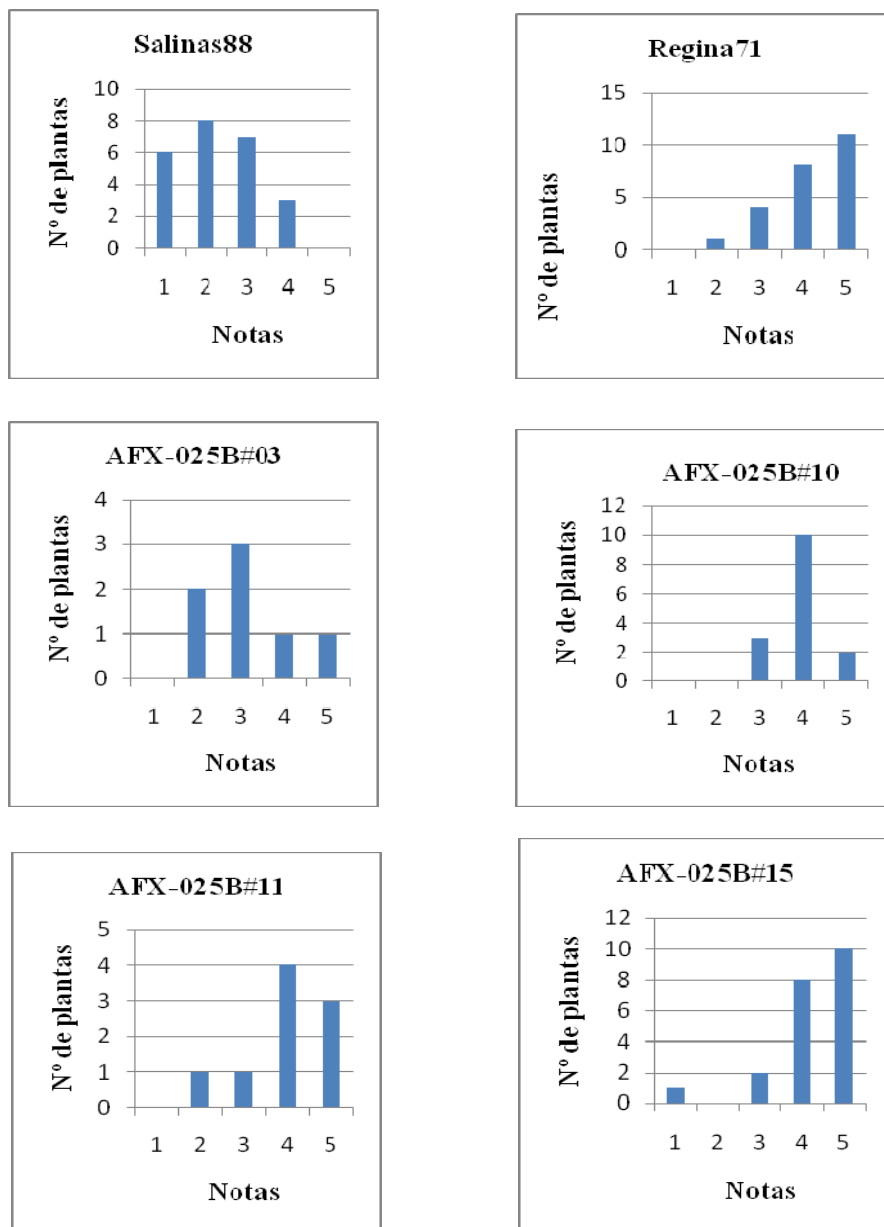 Salinas88
Nº de plantas
10
8
6
4
2
0
1 2 3 4 5
Notas
Regina71
Nº de plantas
15
10
5
0
1 2 3 4 5
Notas
AFX-025B#03
Nº de plantas
4
3
2
1
0
1 2 3 4 5
Notas
AFX-025B#10
Nº de plantas
12
10
8
6
4
2
0
1 2 3 4 5
Notas
AFX-025B#11
Nº de plantas
5
4
3
2
1
0
1 2 3 4 5
Notas
AFX-025B#15
Nº de plantas
12
10
8
6
4
2
0
1 2 3 4 5
Notas